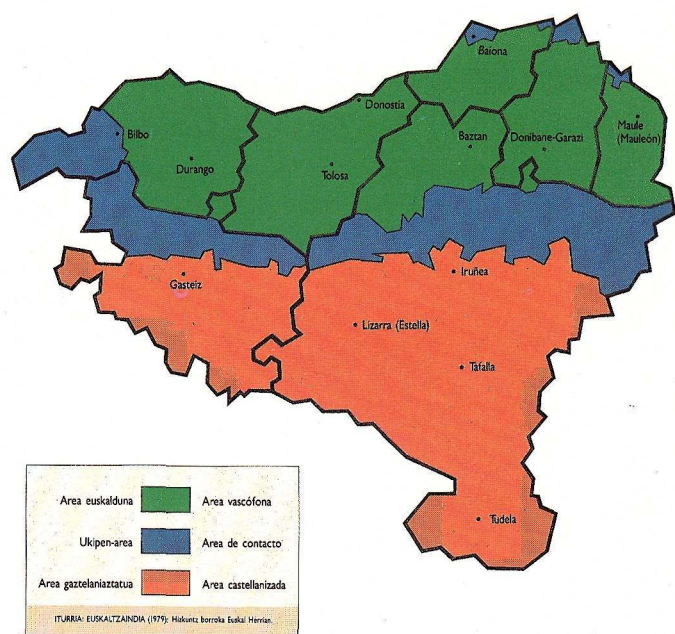 Baiona
Donostia
Bilbo
Maule
(Mauleón)
Baztan
Donibane-Garazi
Durango
Tolosa
Iruñea
Gasteiz
Lizarra (Estella)
Tafalla
Tudela
Area euskalduna Area vascófona
Ukipen-area Area de contacto
Area gaztelaniaztatua Area castellanizada
ITURRIA: EUSKALTZAINDIA (1979): Hizkuntz borroka Euskal Herrian.